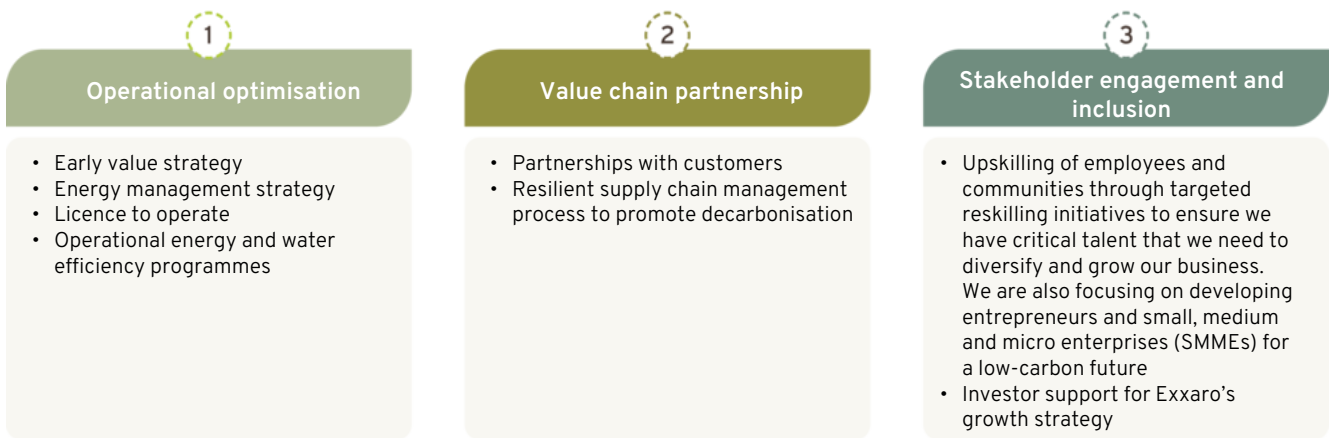 1
Operational optimisation
• Early value strategy
• Energy management strategy
• Licence to operate
• Operational energy and water
efficiency programmes
2
Value chain partnership
• Partnerships with customers
• Resilient supply chain management
process to promote decarbonisation
3
Stakeholder engagement and
inclusion
• Upskilling of employees and
communities through targeted
reskilling initiatives to ensure we
have critical talent that we need to
diversify and grow our business.
We are also focusing on developing
entrepreneurs and small, medium
and micro enterprises (SMMEs) for
a low-carbon future
• Investor support for Exxaro’s
growth strategy